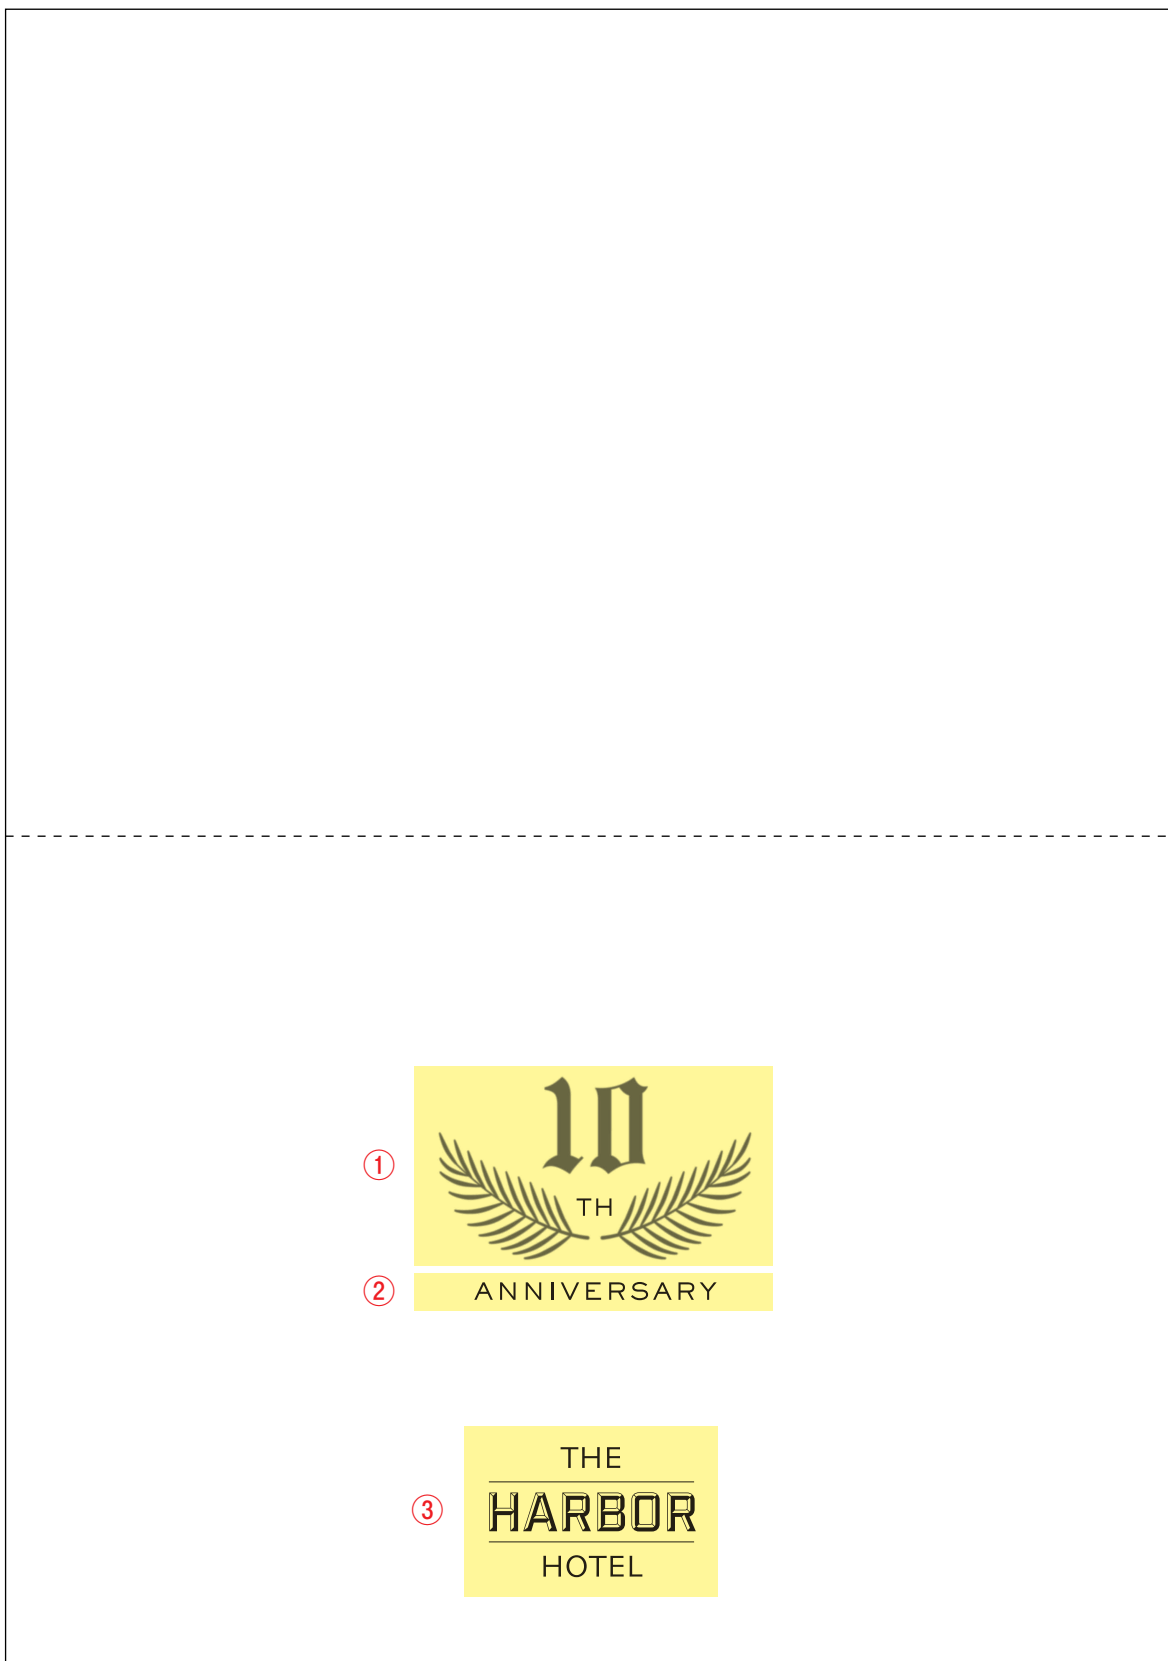 10
TH
①
ANNIVERSARY
②
THE
HARBOR
HOTEL
③